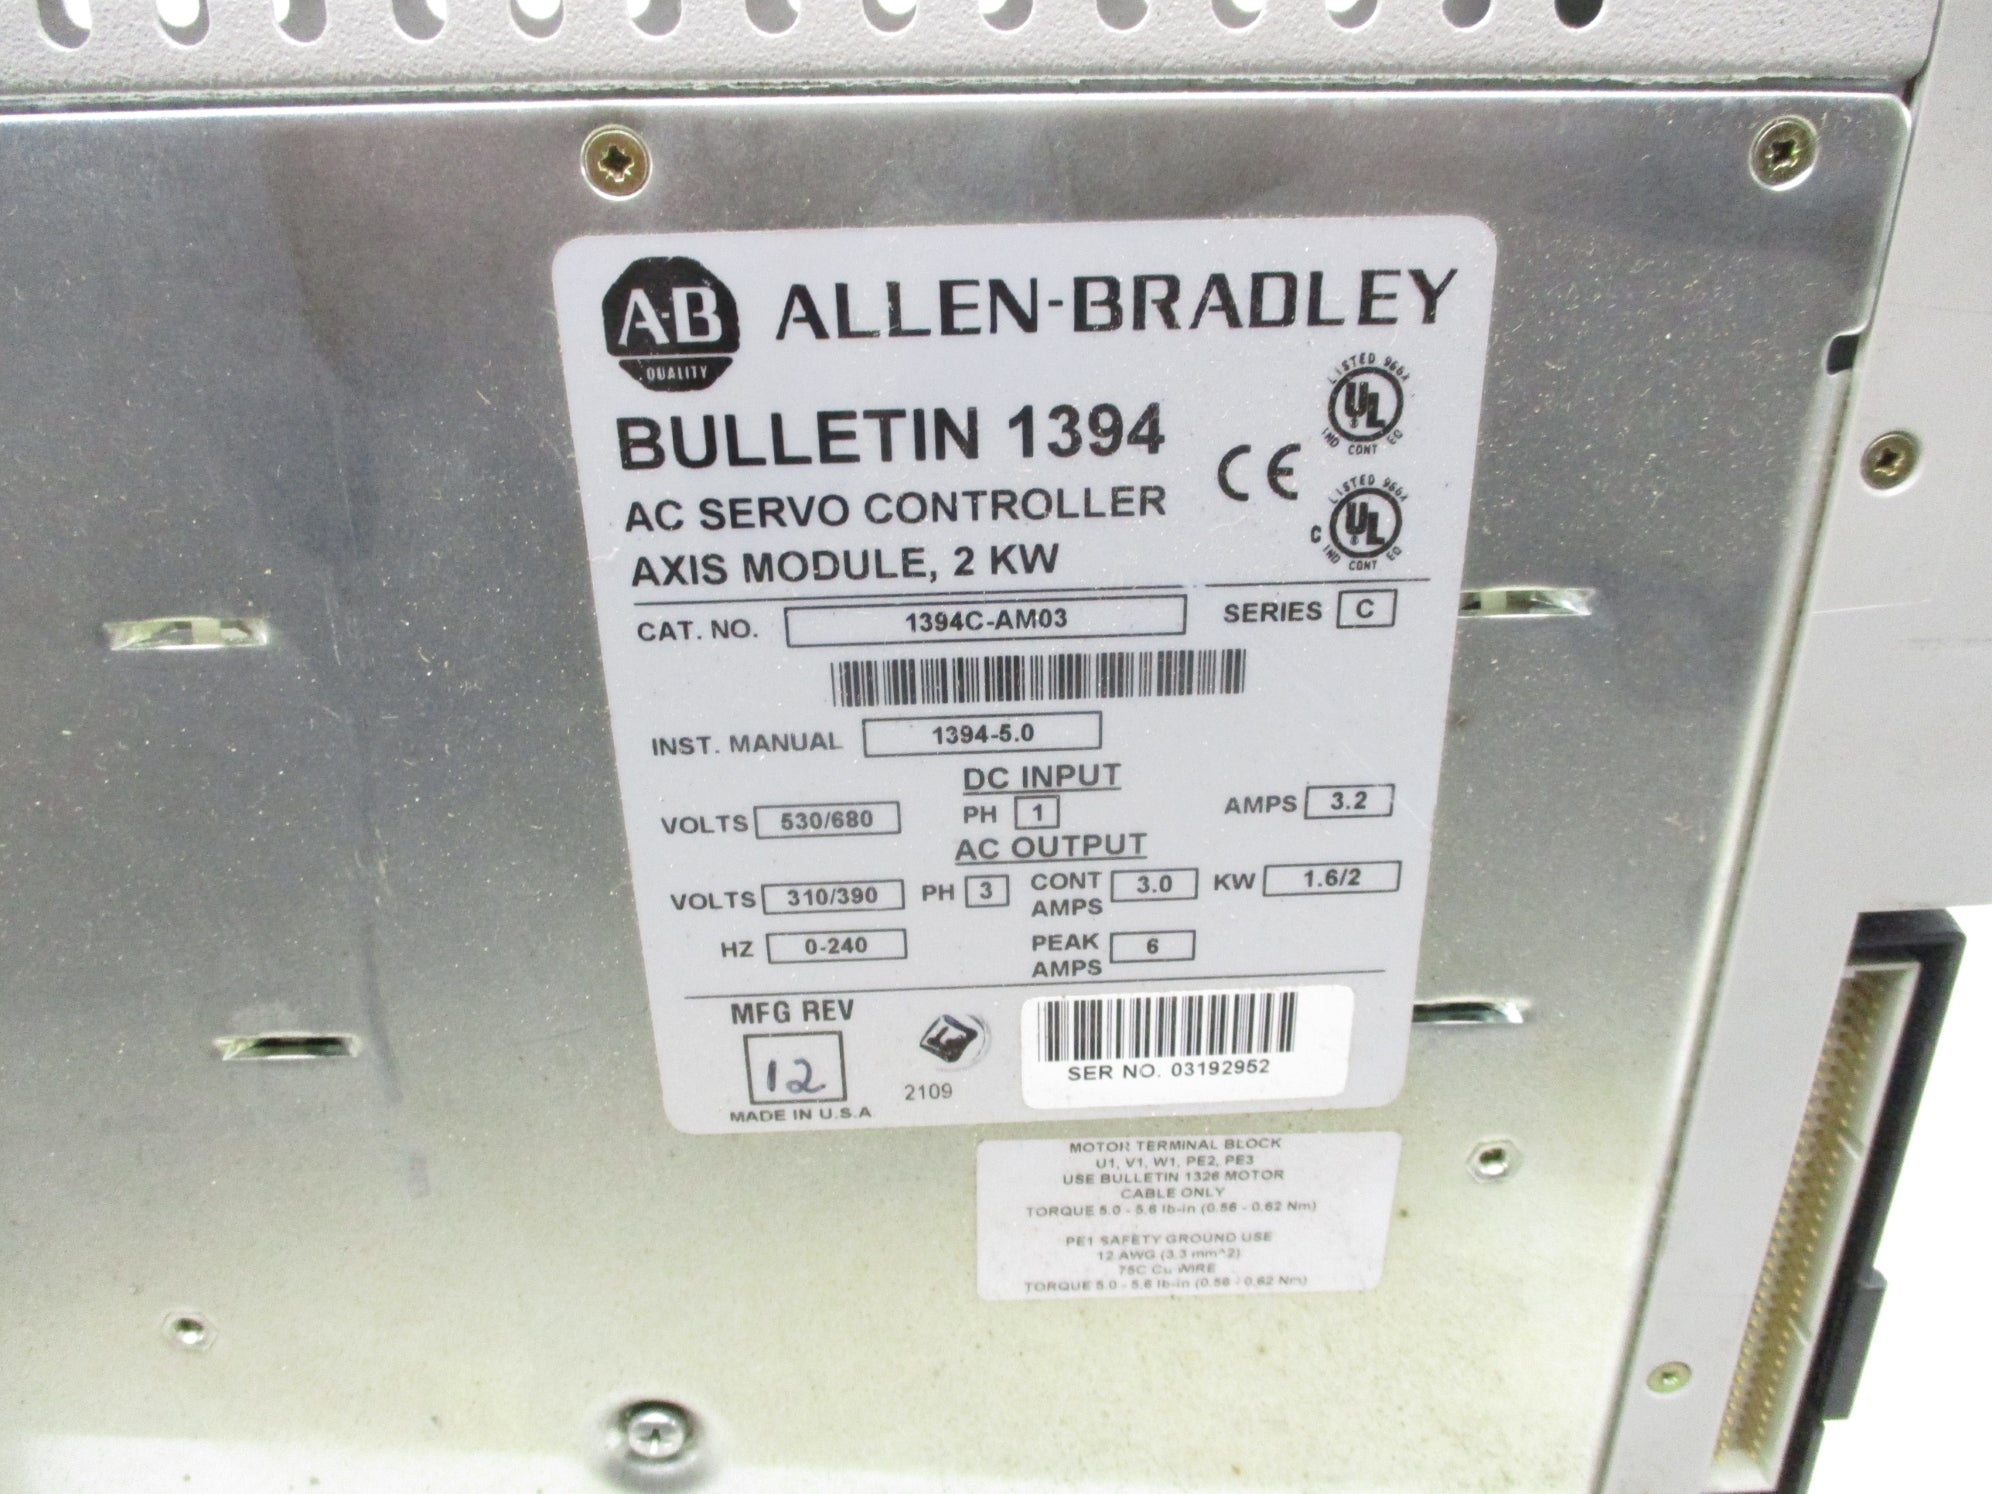 A-B
QUALITY
ALLEN-BRADLEY
BULLETIN 1394
AC SERVO CONTROLLER
AXIS MODULE, 2 KW
CE
LISTED 966A
UL
IND CONT EQ
LISTED 966A
C UL
IND CONT EQ
CAT. NO. 1394C-AM03 SERIES C
INST. MANUAL 1394-5.0
DC INPUT
VOLTS 530/680 PH 1 AMPS 3.2
AC OUTPUT
VOLTS 310/390 PH 3 CONT AMPS 3.0 KW 1.6/2
HZ 0-240 PEAK AMPS 6
MFG REV
12
MADE IN U.S.A
2109
SER NO. 03192952
MOTOR TERMINAL BLOCK
U1, V1, W1, PE2, PE3
USE BULLETIN 1326 MOTOR
CABLE ONLY
TORQUE 5.0 - 5.6 lb-in (0.56 - 0.62 Nm)
PE1 SAFETY GROUND USE
12 AWG (3.3 mm^2)
75C Cu WIRE
TORQUE 5.0 - 5.6 lb-in (0.56 - 0.62 Nm)